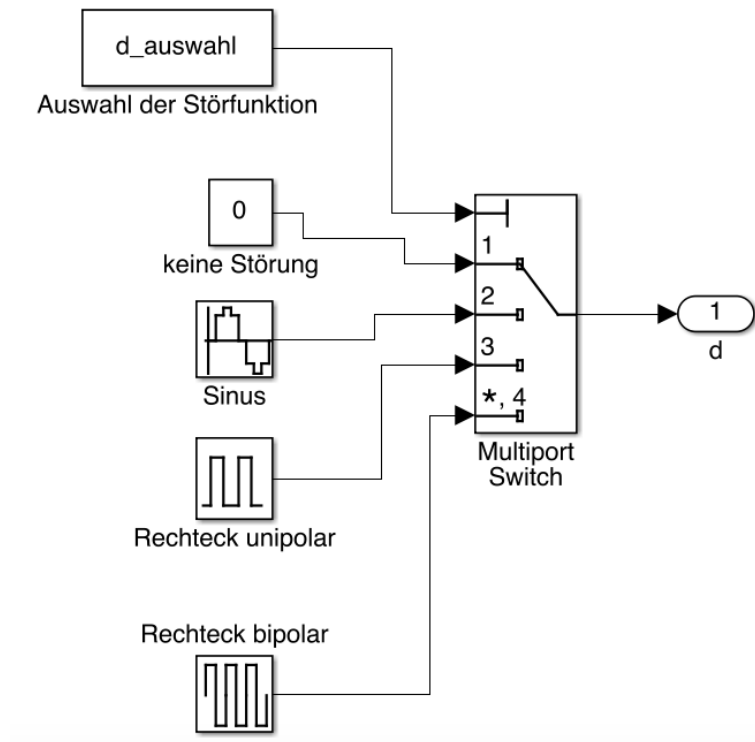 d_auswahl
Auswahl der Störfunktion
0
keine Störung
1
2
Sinus
3
*, 4
Multiport
Switch
1
d
Rechteck unipolar
Rechteck bipolar